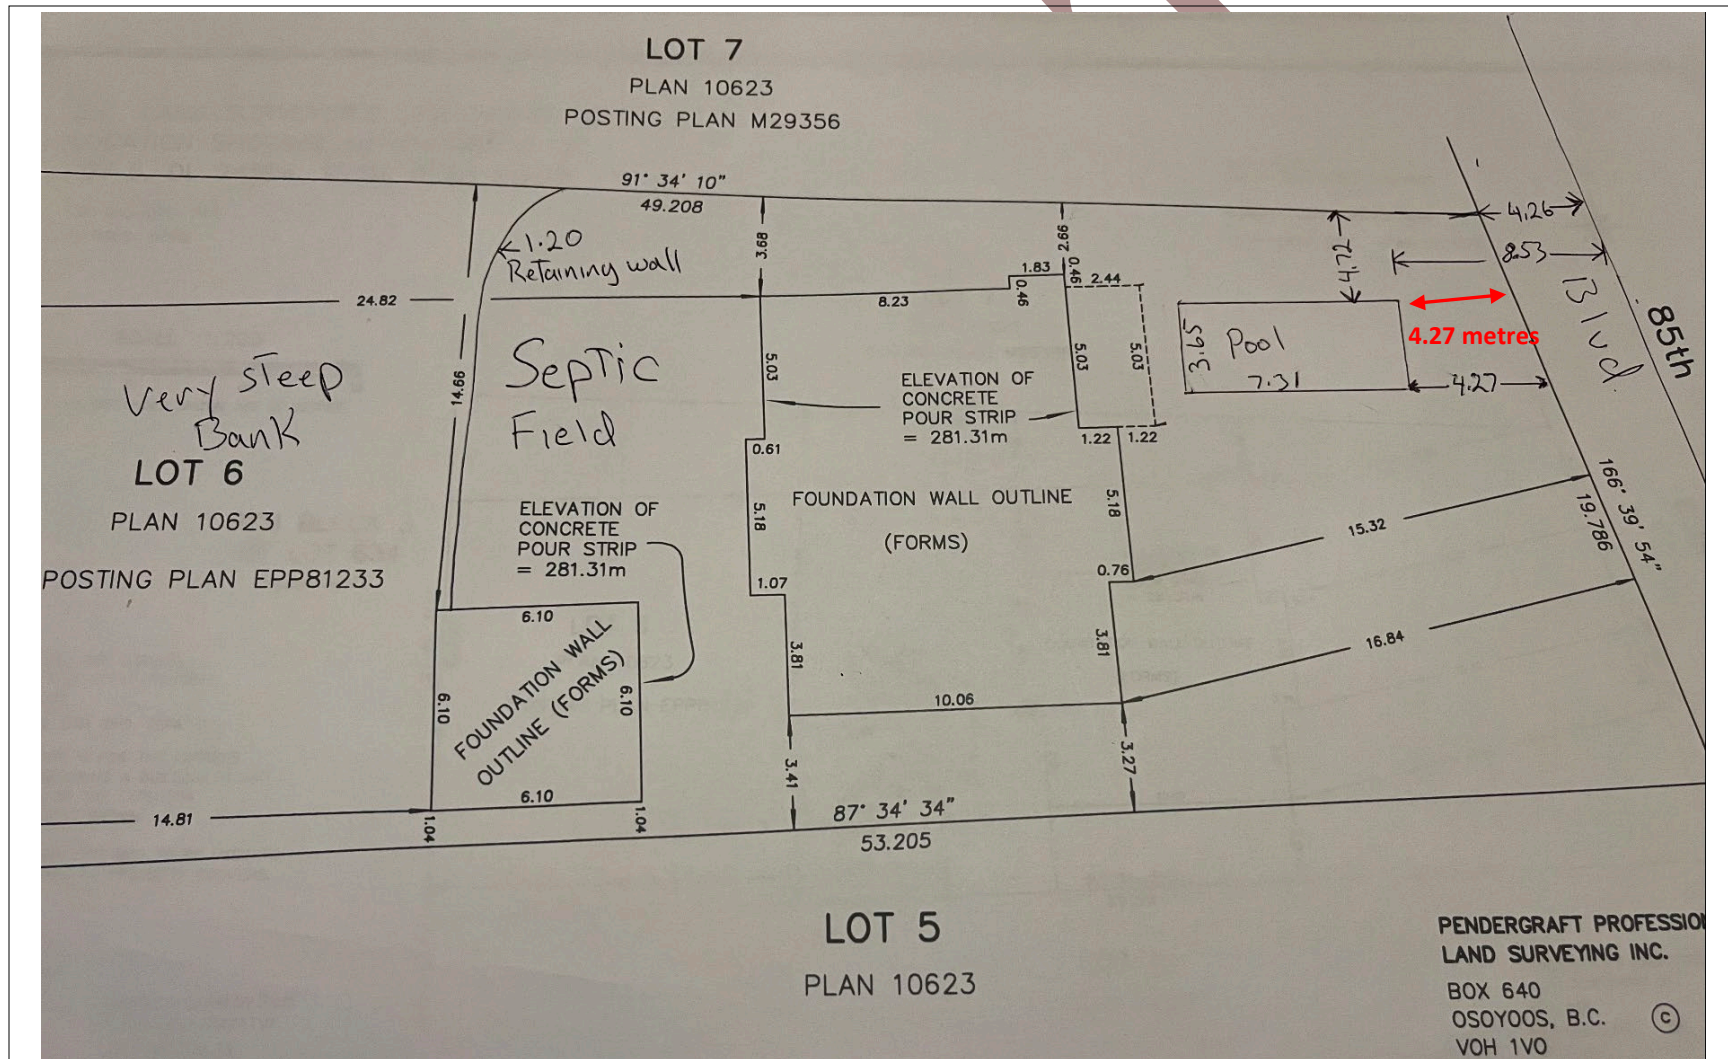 LOT 7
PLAN 10623
POSTING PLAN M29356
91° 34' 10"
49.208
4.26
8.53
Blvd.
85th
1.20
Retaining wall
3.68
2.99
4.22
24.82
8.23
1.83
0.46
0.46
2.44
14.66
Very steep
Bank
Septic
Field
5.03
ELEVATION OF
CONCRETE
POUR STRIP
= 281.31m
5.03
5.03
3.65
Pool
7.31
4.27 metres
4.27
0.61
1.22
1.22
LOT 6
PLAN 10623
POSTING PLAN EPP81233
ELEVATION OF
CONCRETE
POUR STRIP
= 281.31m
5.18
FOUNDATION WALL OUTLINE
(FORMS)
5.18
15.32
166° 39' 54"
19.786
1.07
0.76
6.10
6.10
FOUNDATION WALL
OUTLINE (FORMS)
6.10
6.10
3.81
3.81
10.06
16.84
14.81
1.04
1.04
3.41
3.27
87° 34' 34"
53.205
LOT 5
PLAN 10623
PENDERGRAFT PROFESSIO
LAND SURVEYING INC.
BOX 640
OSOYOOS, B.C.
©
V0H 1V0